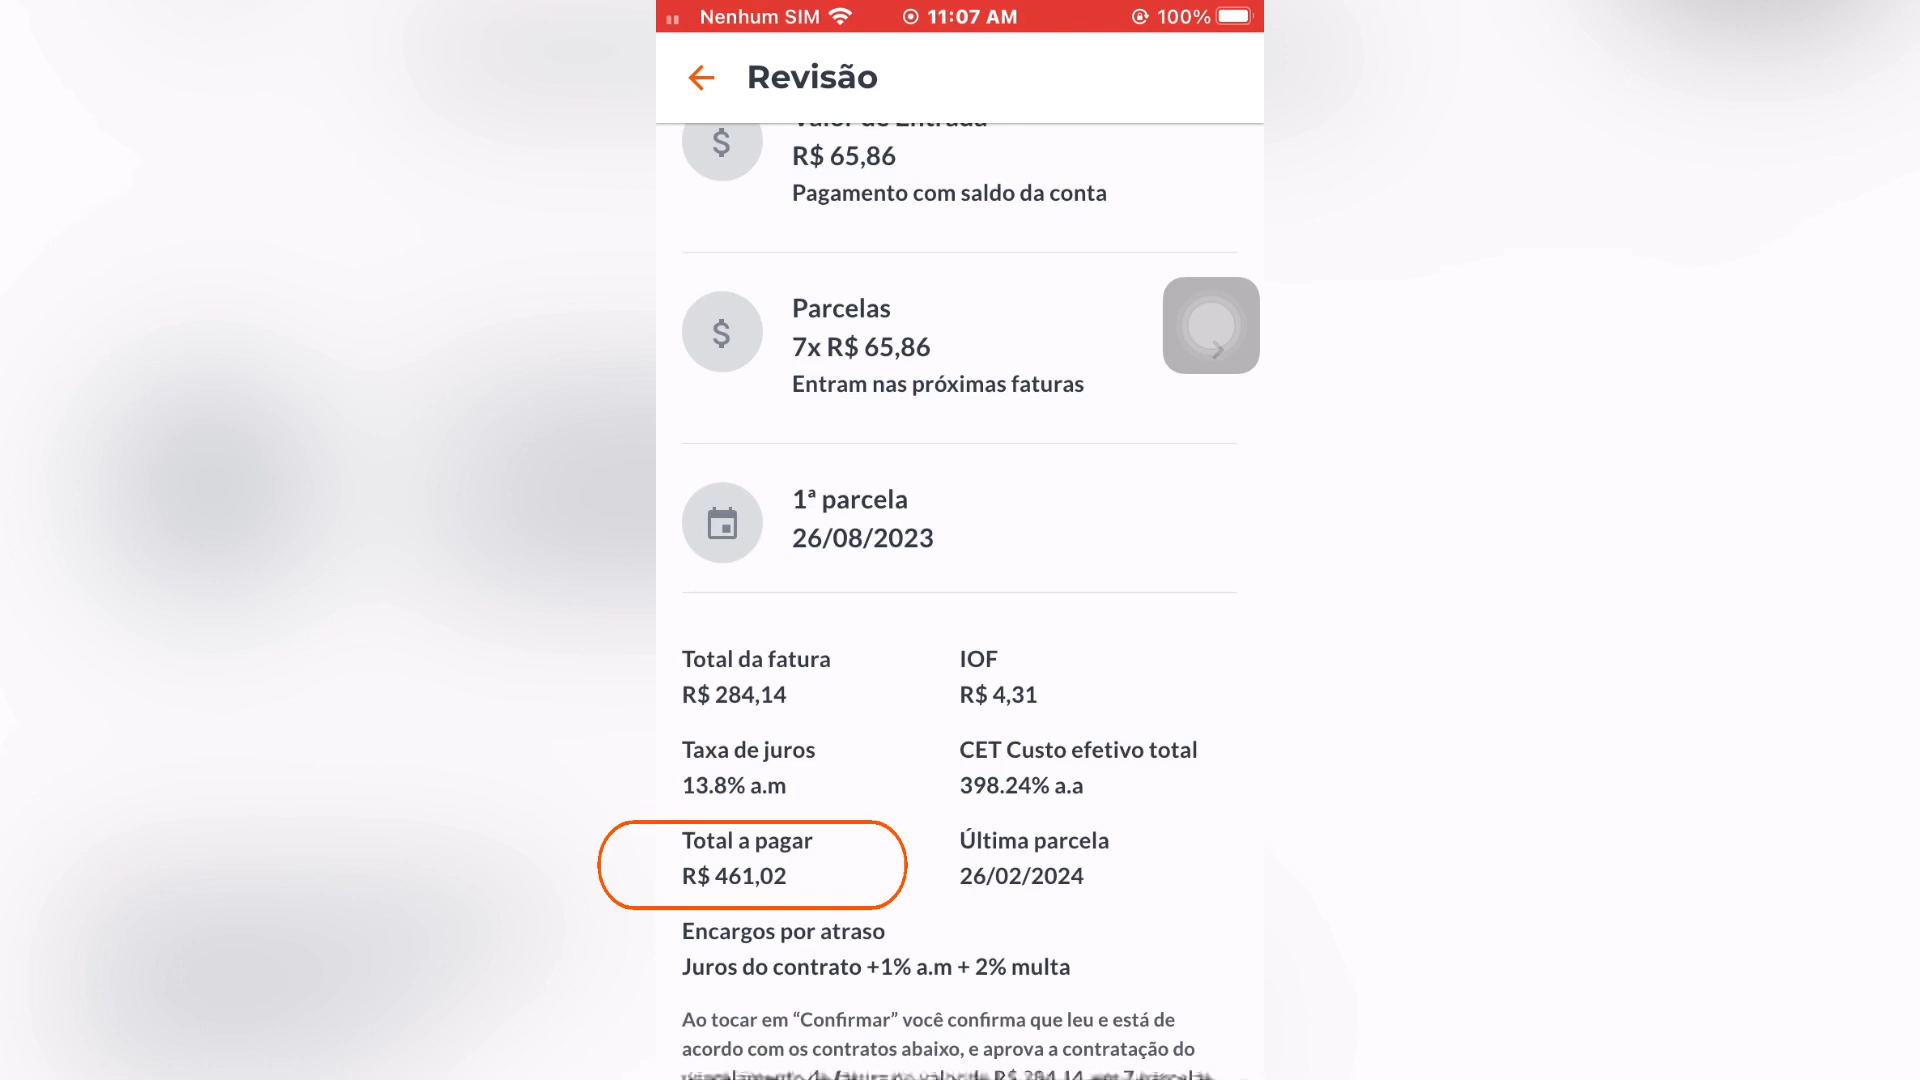 Nenhum SIM 11:07 AM 100%
Revisão
Valor de Entrada
R$ 65,86
Pagamento com saldo da conta
Parcelas
7x R$ 65,86
Entram nas próximas faturas
1ª parcela
26/08/2023
Total da fatura IOF
R$ 284,14 R$ 4,31
Taxa de juros CET Custo efetivo total
13.8% a.m 398.24% a.a
Total a pagar Última parcela
R$ 461,02 26/02/2024
Encargos por atraso
Juros do contrato +1% a.m + 2% multa
Ao tocar em “Confirmar” você confirma que leu e está de
acordo com os contratos abaixo, e aprova a contratação do